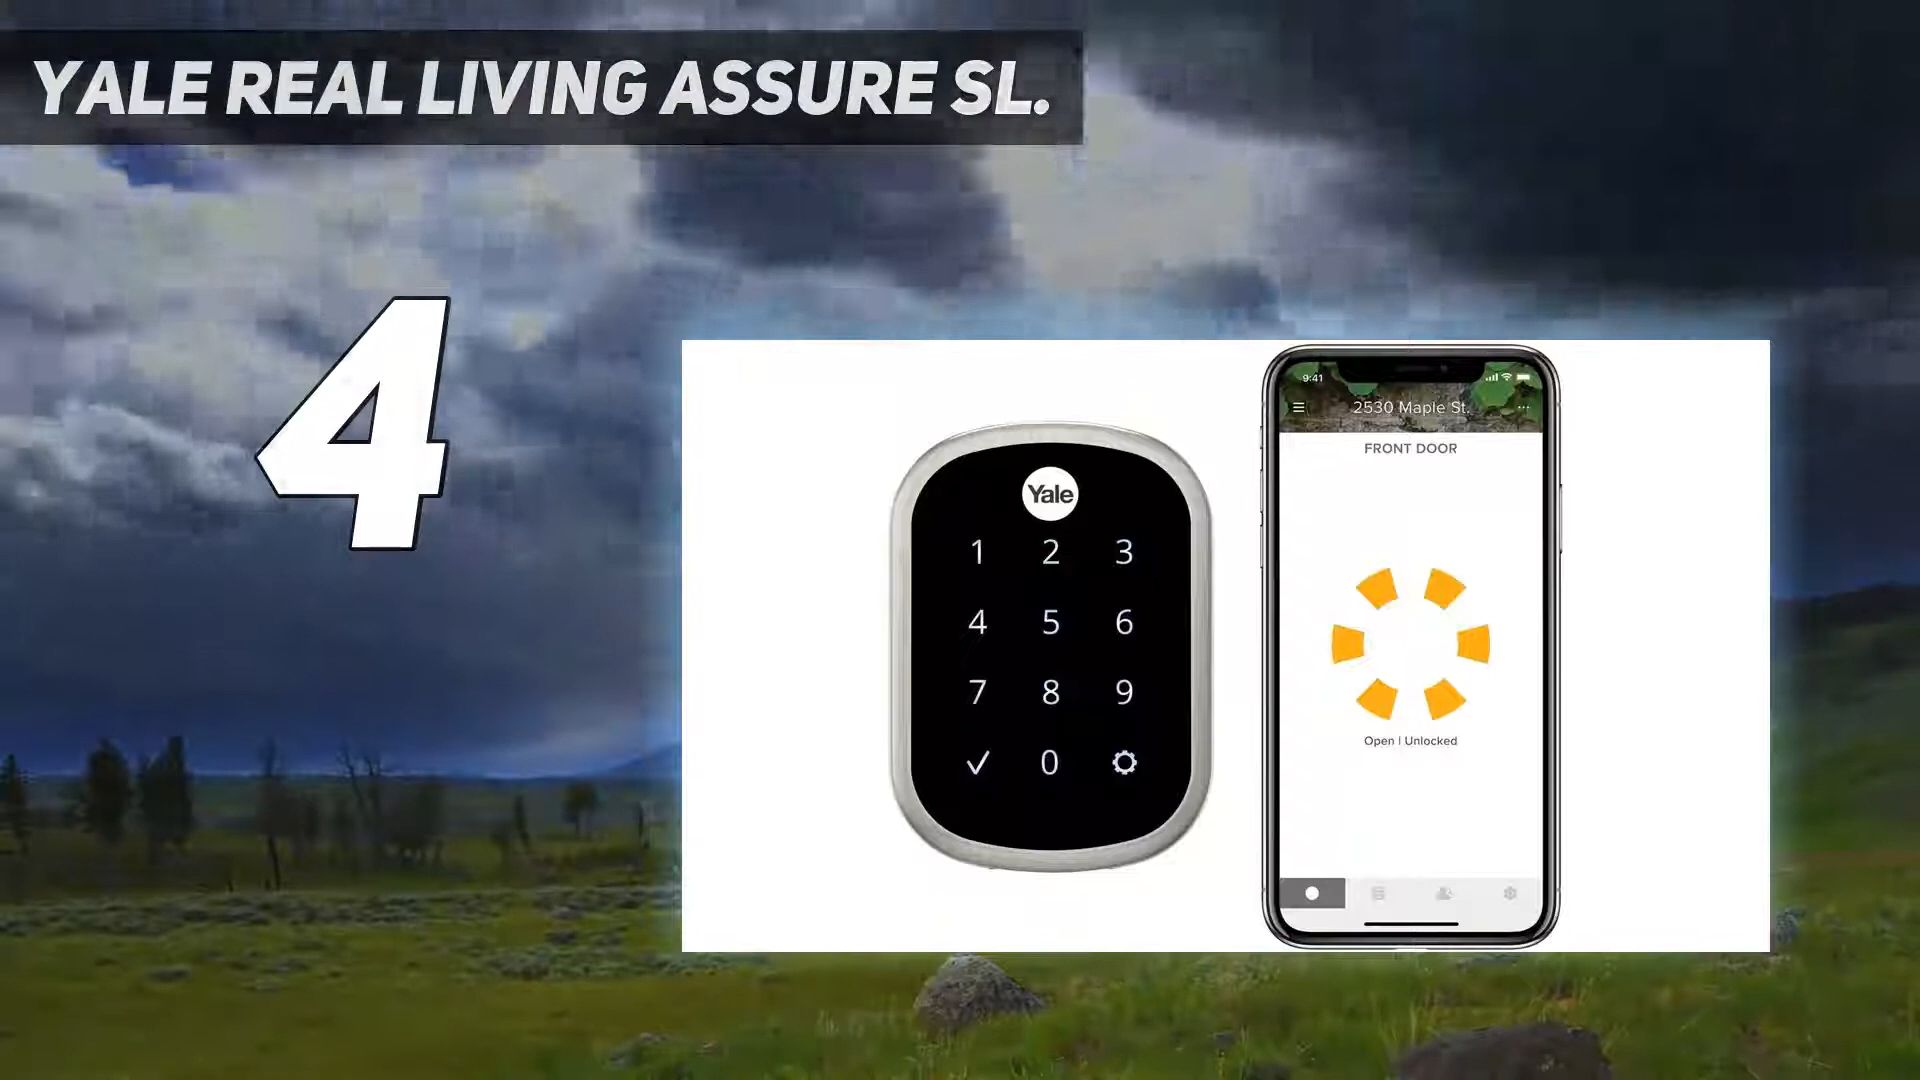 YALE REAL LIVING ASSURE SL.
4
9:41
2530 Maple St.
FRONT DOOR
Yale
1 2 3
4 5 6
7 8 9
0
Open | Unlocked